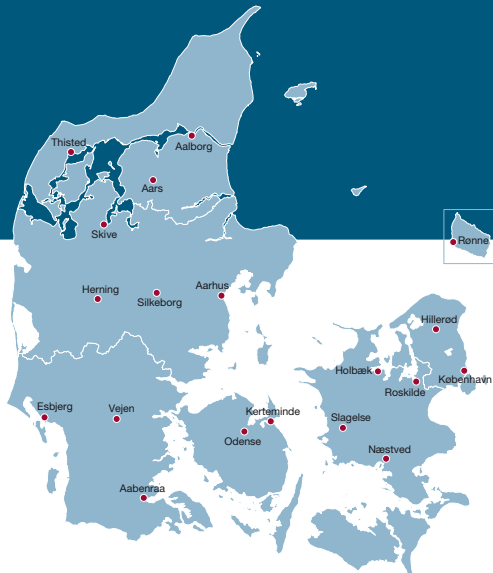 Thisted
Aalborg
Aars
Skive
Rønne
Herning
Silkeborg
Aarhus
Hillerød
Holbæk
København
Roskilde
Esbjerg
Vejen
Kerteminde
Slagelse
Odense
Næstved
Aabenraa